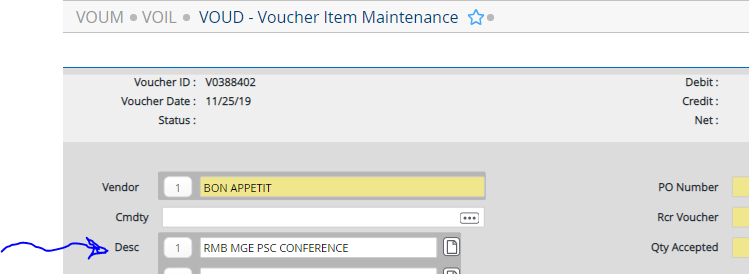 VOUM VOIL VOUD - Voucher Item Maintenance
Voucher ID : V0388402 Debit :
Voucher Date : 11/25/19 Credit :
Status : Net :
Vendor 1 BON APPETIT PO Number
Cmdty ... Rcr Voucher
Desc 1 RMB MGE PSC CONFERENCE Qty Accepted